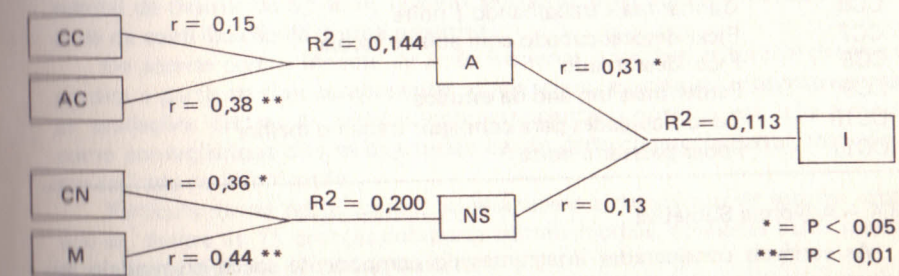 CC
r = 0,15
R² = 0,144
A
AC
r = 0,38 **
r = 0,31 *
R² = 0,113
I
CN
r = 0,36 *
R² = 0,200
NS
r = 0,13
M
r = 0,44 **
* = P < 0,05
**= P < 0,01